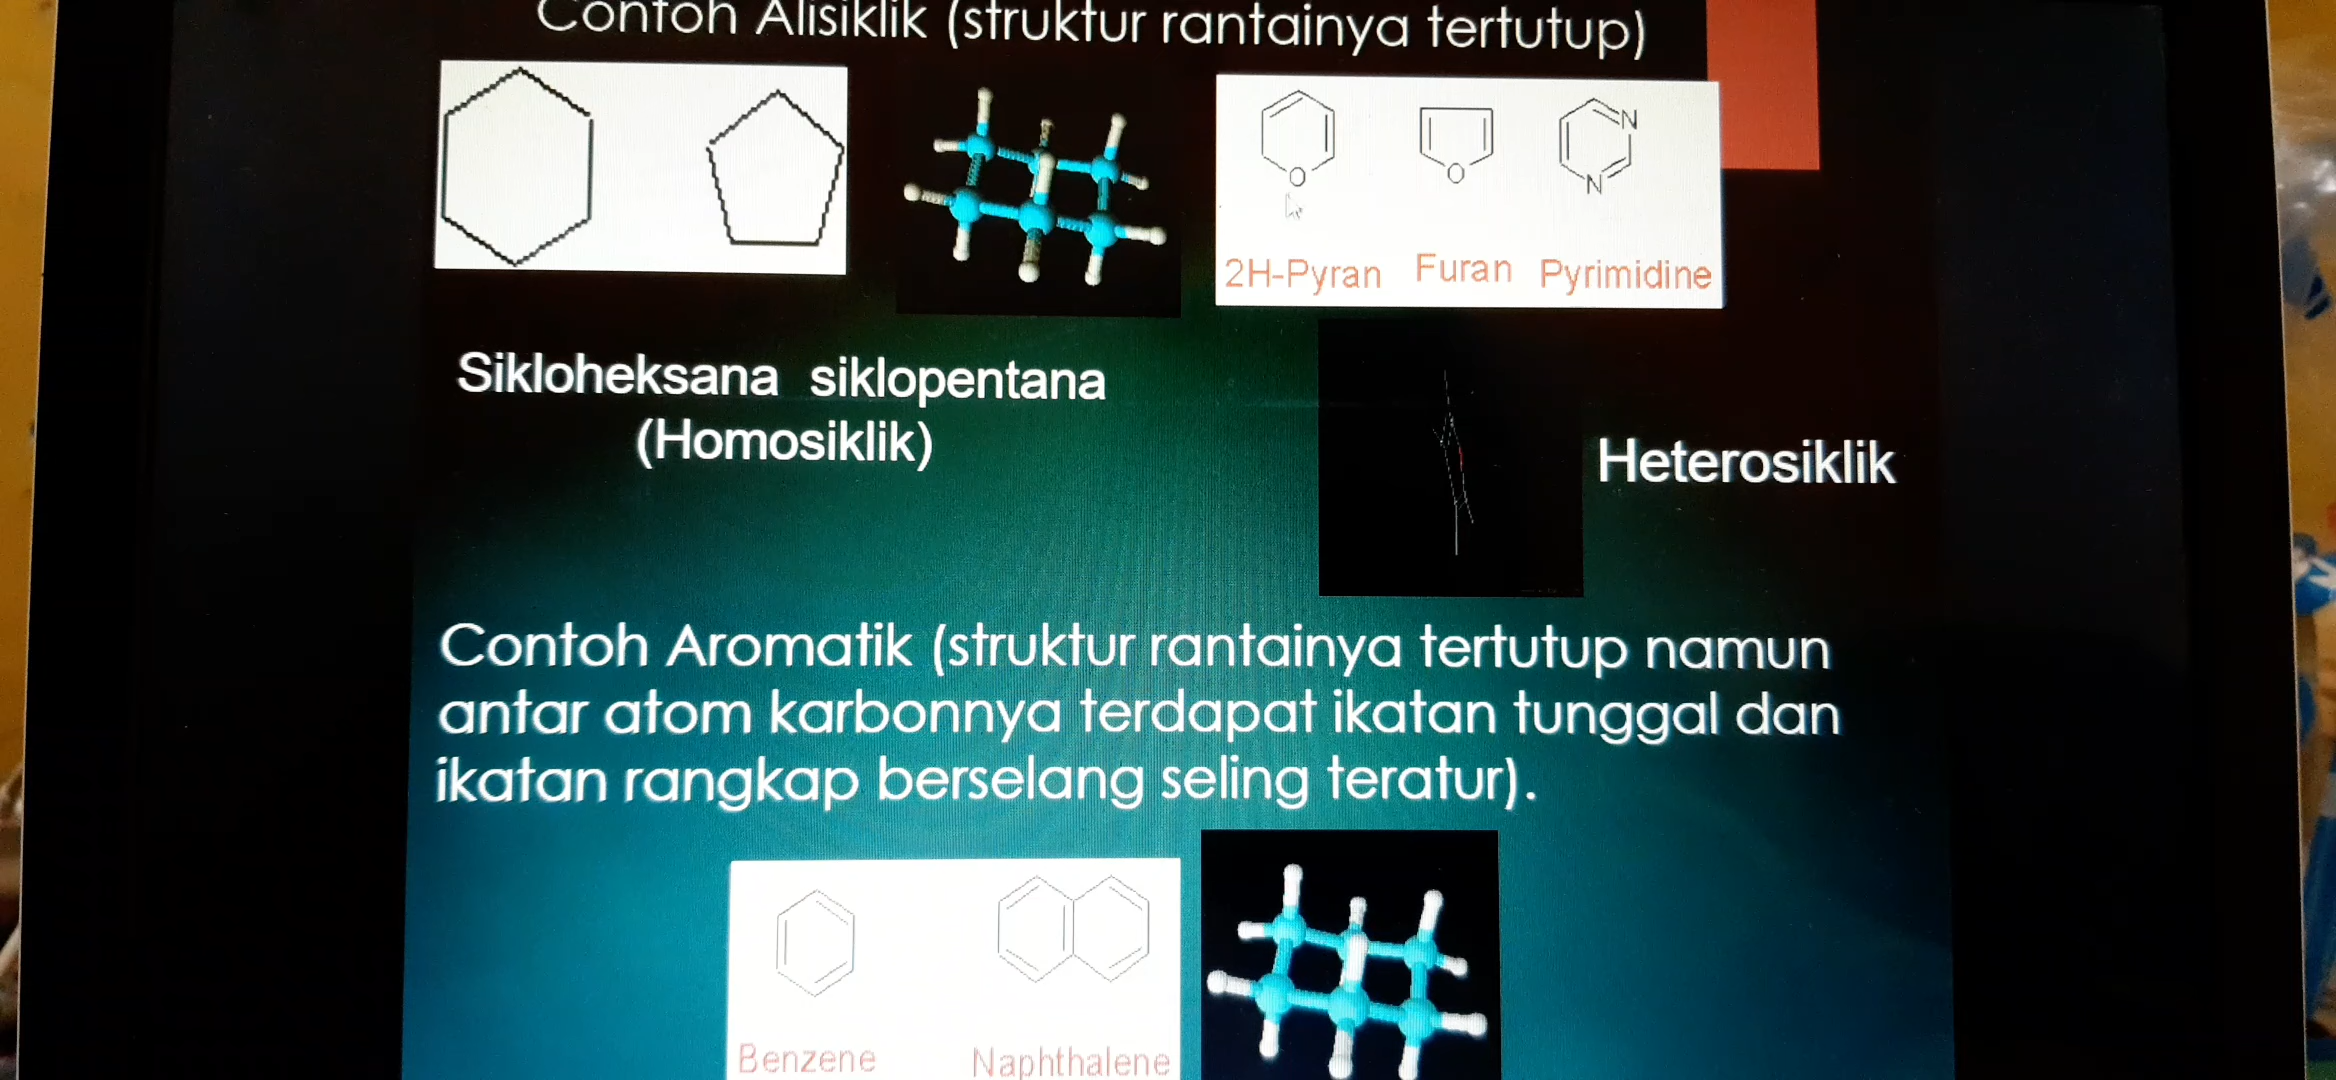 Contoh Alisiklik (struktur rantainya tertutup)
O
O
N
N
2H-Pyran Furan Pyrimidine
Sikloheksana siklopentana
(Homosiklik)
Heterosiklik
Contoh Aromatik (struktur rantainya tertutup namun
antar atom karbonnya terdapat ikatan tunggal dan
ikatan rangkap berselang seling teratur).
Benzene Naphthalene